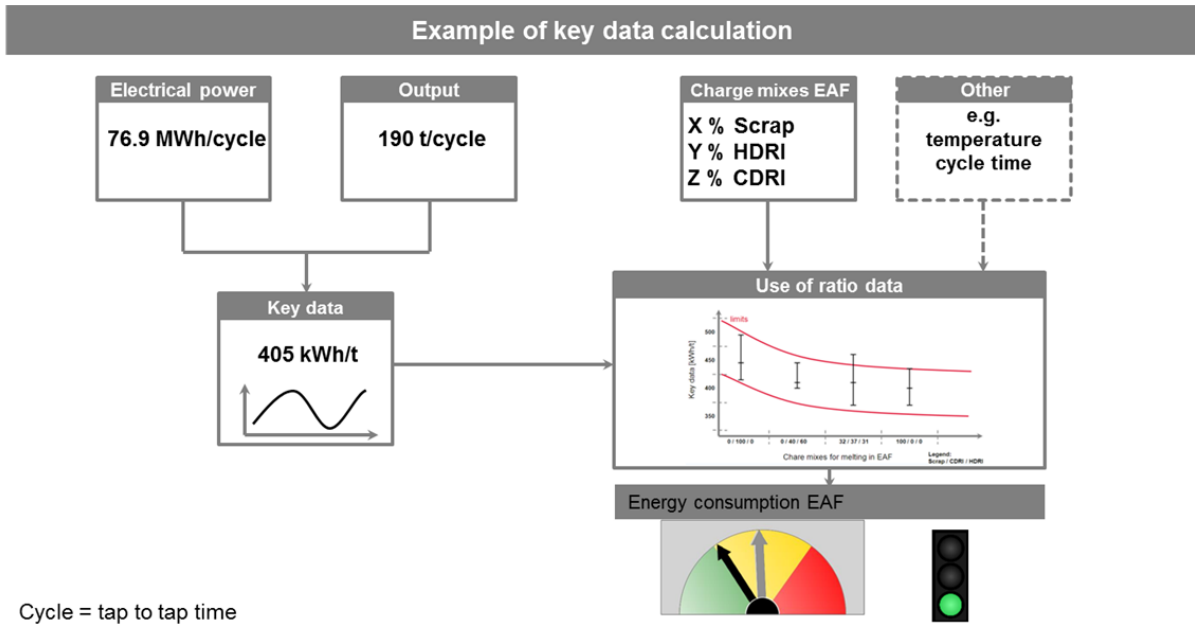 Example of key data calculation
Electrical power
76.9 MWh/cycle
Output
190 t/cycle
Charge mixes EAF
X % Scrap
Y % HDRI
Z % CDRI
Other
e.g.
temperature
cycle time
Key data
405 kWh/t
Use of ratio data
limits
Key data [kWh/t]
500
450
400
350
0 / 100 / 0
0 / 40 / 60
32 / 37 / 31
100 / 0 / 0
Chare mixes for melting in EAF
Legend:
Scrap / CDRI / HDRI
Energy consumption EAF
Cycle = tap to tap time